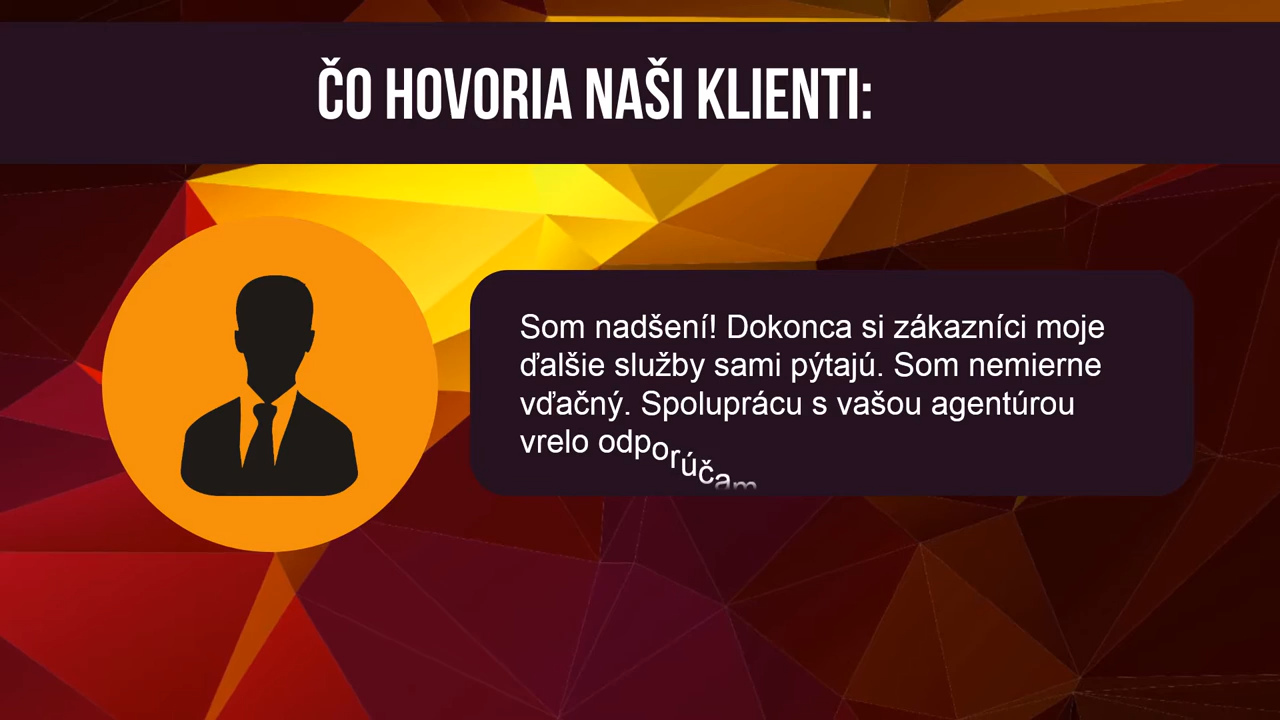 ČO HOVORIA NAŠI KLIENTI:
Som nadšení! Dokonca si zákazníci moje
ďalšie služby sami pýtajú. Som nemierne
vďačný. Spoluprácu s vašou agentúrou
vrelo odporúčam